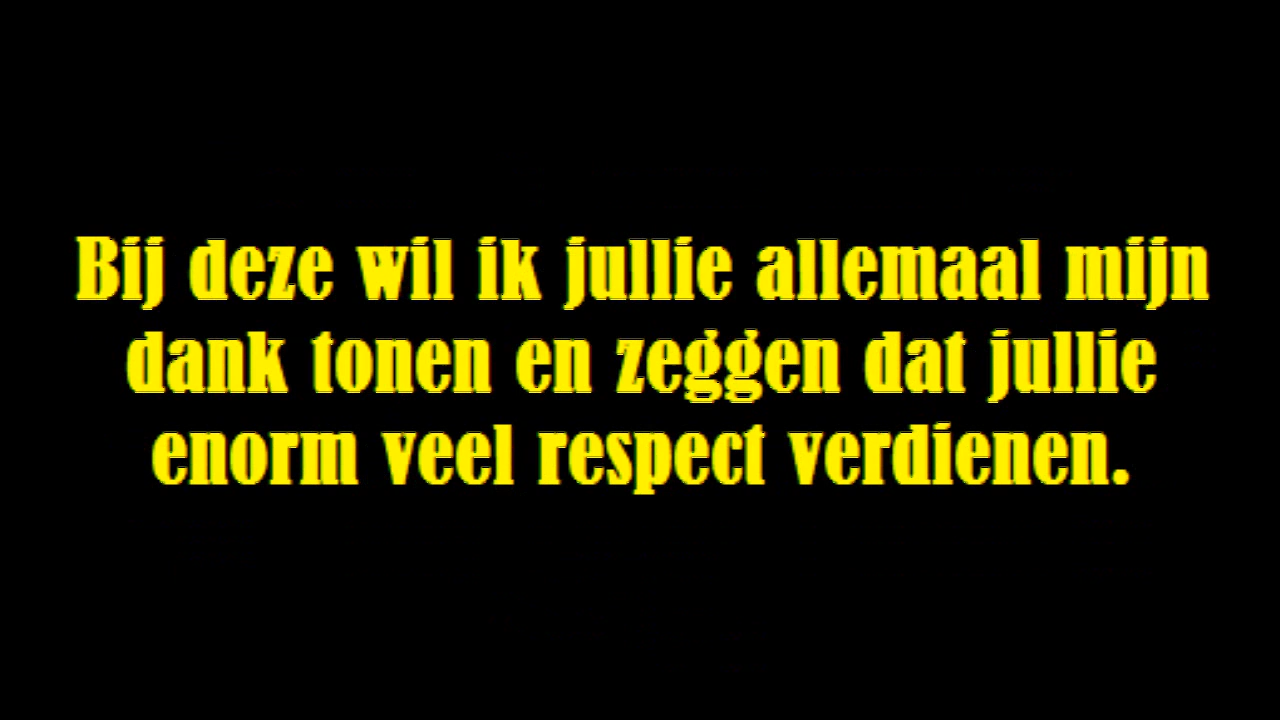 Bij deze wil ik jullie allemaal mijn
dank tonen en zeggen dat jullie
enorm veel respect verdienen.